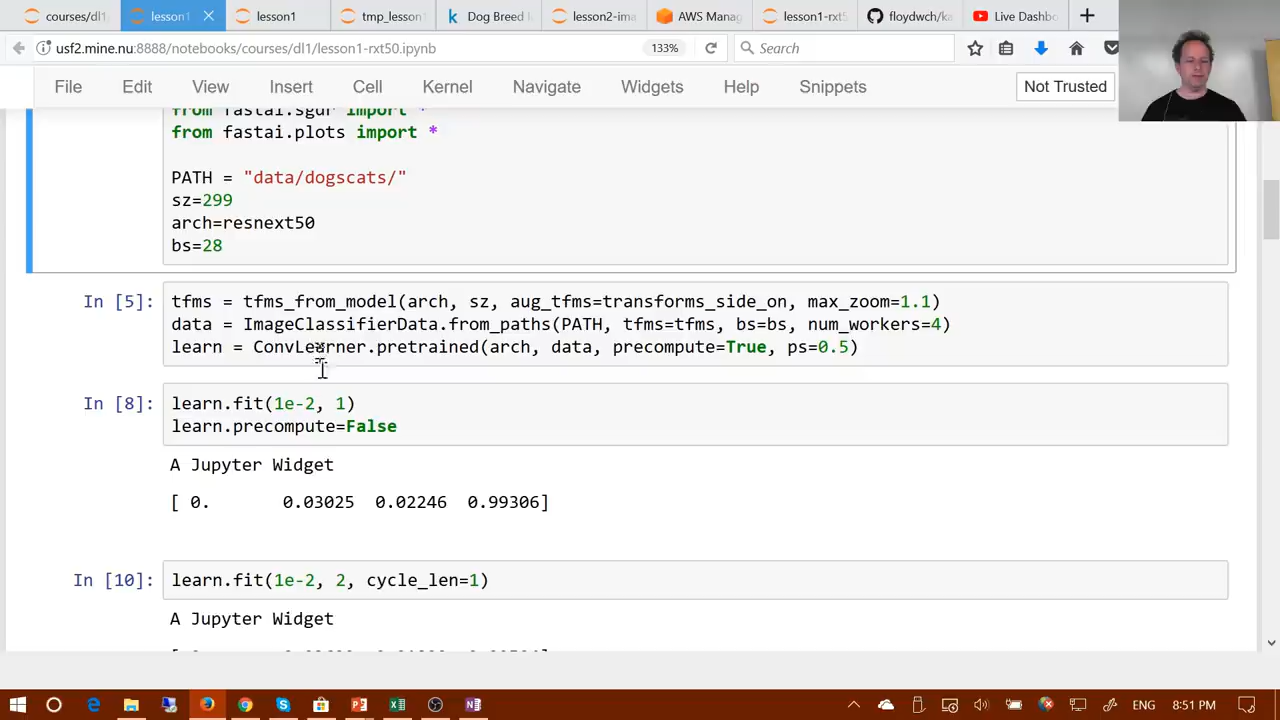 courses/dl1/
lesson1
lesson1
tmp_lesson1
Dog Breed I
lesson2-ima
AWS Manag
lesson1-rxt
floydwch/ka
Live Dashbo
usf2.mine.nu:8888/notebooks/courses/dl1/lesson1-rxt50.ipynb
133%
Search
File Edit View Insert Cell Kernel Navigate Widgets Help Snippets
Not Trusted
from fastai.sgdr import *
from fastai.plots import *
PATH = "data/dogscats/"
sz=299
arch=resnext50
bs=28
In [5]:
tfms = tfms_from_model(arch, sz, aug_tfms=transforms_side_on, max_zoom=1.1)
data = ImageClassifierData.from_paths(PATH, tfms=tfms, bs=bs, num_workers=4)
learn = ConvLearner.pretrained(arch, data, precompute=True, ps=0.5)
In [8]:
learn.fit(1e-2, 1)
learn.precompute=False
A Jupyter Widget
[ 0. 0.03025 0.02246 0.99306]
In [10]:
learn.fit(1e-2, 2, cycle_len=1)
A Jupyter Widget
ENG 8:51 PM